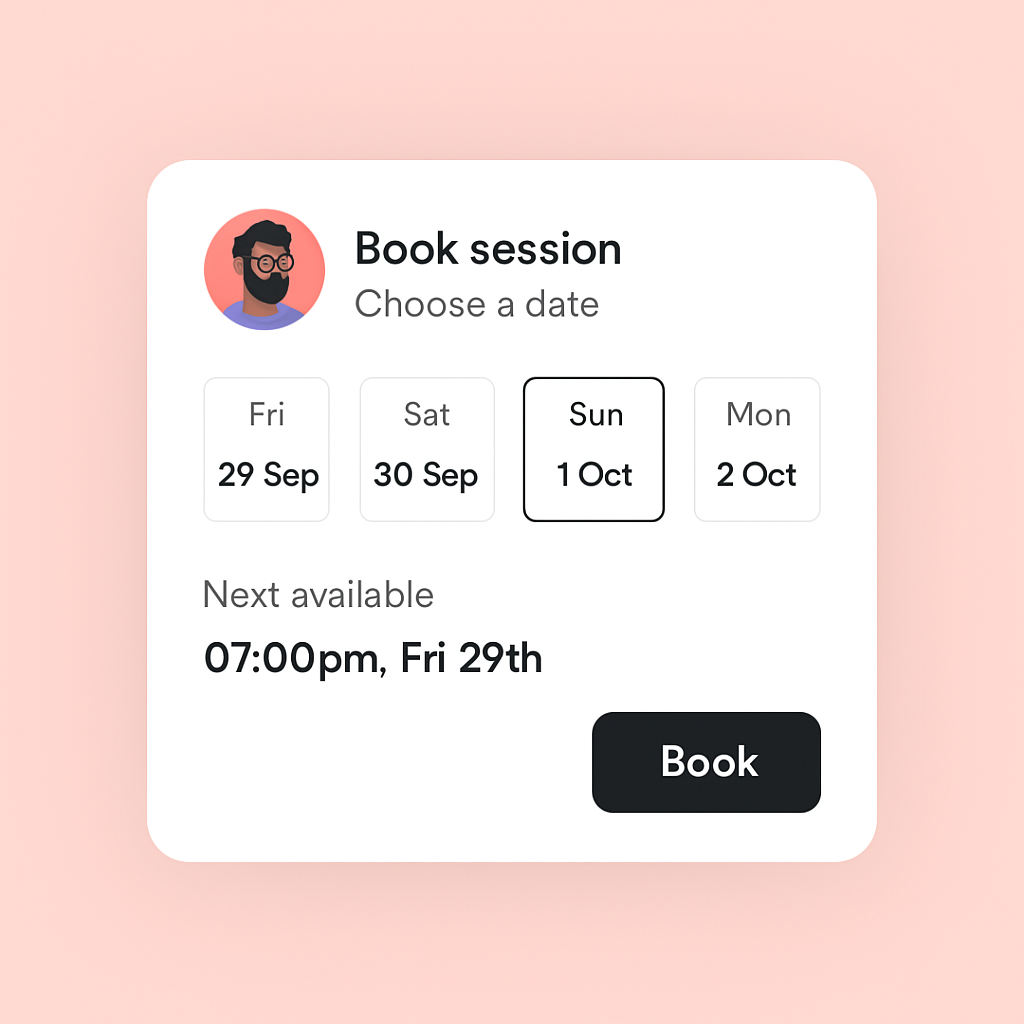 Book session
Choose a date
Fri Sat Sun Mon
29 Sep 30 Sep 1 Oct 2 Oct
Next available
07:00pm, Fri 29th
Book